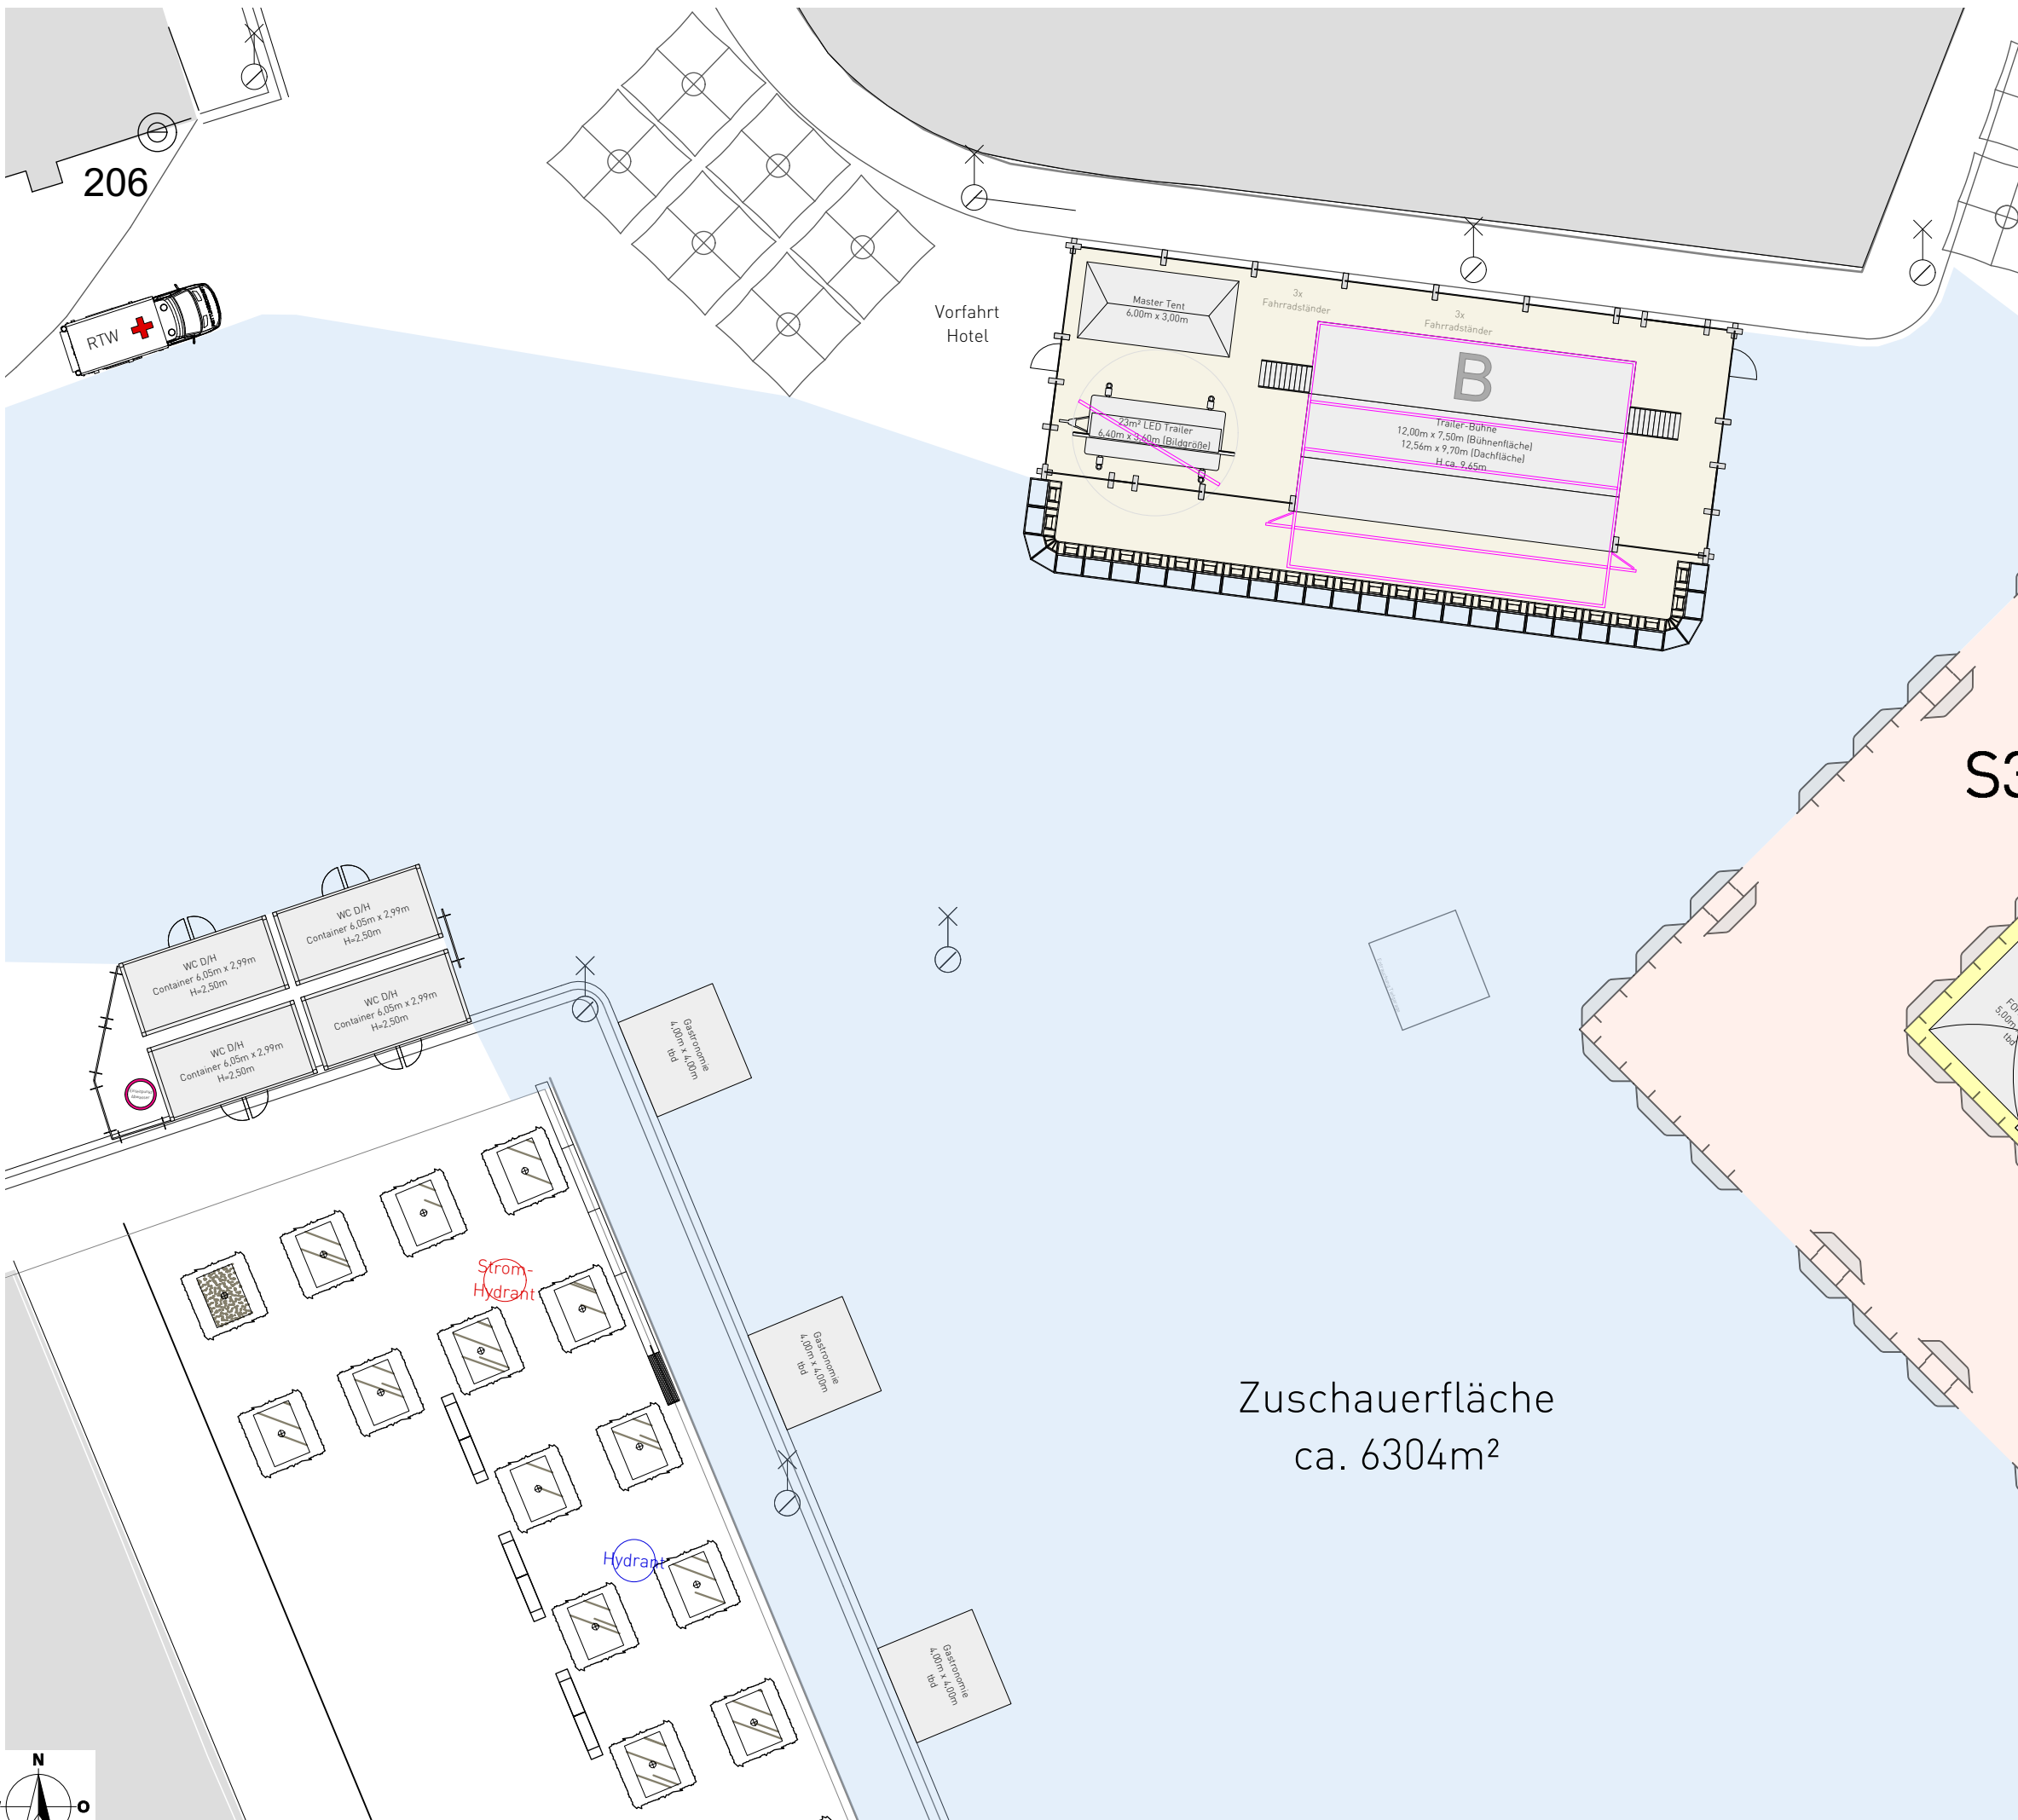 206
RTW
Vorfahrt
Hotel
Master Tent
6,00m x 3,00m
3x
Fahrradständer
3x
Fahrradständer
B
23m² LED Trailer
6,40m x 3,60m (Bildgröße)
Trailer-Bühne
12,00m x 7,50m (Bühnenfläche)
12,56m x 9,70m (Dachfläche)
H ca. 9,65m
S3
WC D/H
Container 6,05m x 2,99m
H=2,50m
WC D/H
Container 6,05m x 2,99m
H=2,50m
WC D/H
Container 6,05m x 2,99m
H=2,50m
WC D/H
Container 6,05m x 2,99m
H=2,50m
Gastronomie
4,00m x 4,00m
tbd
5,00m
tbd
Strom-
Hydrant
Gastronomie
4,00m x 4,00m
tbd
Zuschauerfläche
ca. 6304m²
Hydrant
Gastronomie
4,00m x 4,00m
tbd
N
O